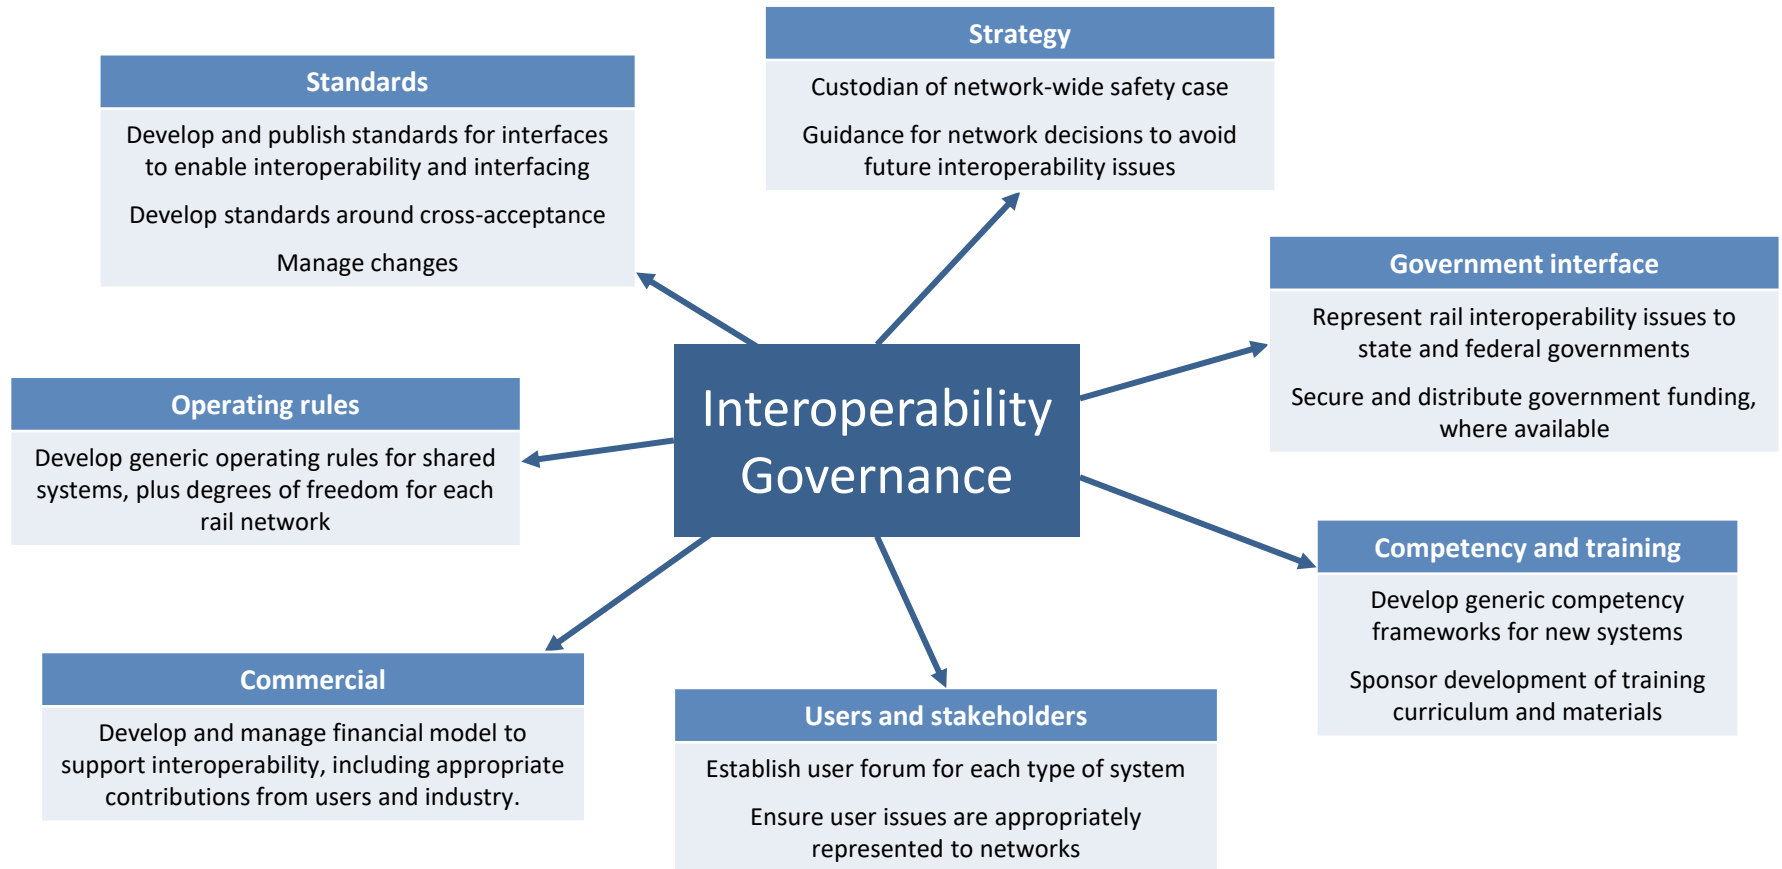 Strategy
Custodian of network-wide safety case
Guidance for network decisions to avoid
future interoperability issues
Standards
Develop and publish standards for interfaces
to enable interoperability and interfacing
Develop standards around cross-acceptance
Manage changes
Government interface
Represent rail interoperability issues to
state and federal governments
Secure and distribute government funding,
where available
Interoperability
Governance
Operating rules
Develop generic operating rules for shared
systems, plus degrees of freedom for each
rail network
Competency and training
Develop generic competency
frameworks for new systems
Sponsor development of training
curriculum and materials
Commercial
Develop and manage financial model to
support interoperability, including appropriate
contributions from users and industry.
Users and stakeholders
Establish user forum for each type of system
Ensure user issues are appropriately
represented to networks